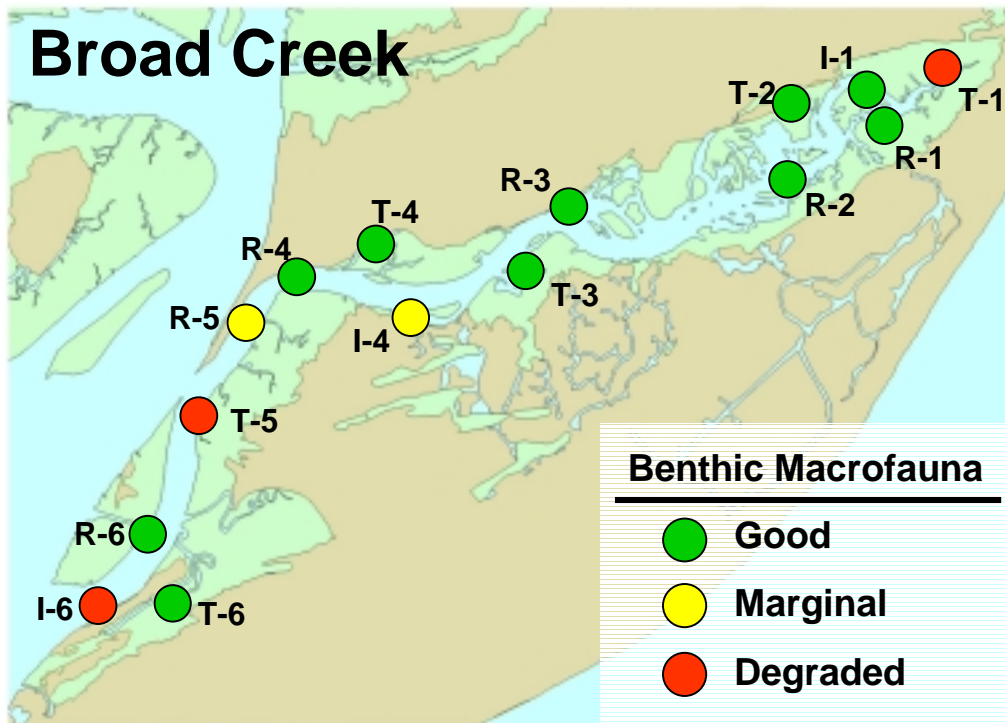 Broad Creek
I-1
T-2
T-1
R-1
R-3
R-2
T-4
R-4
T-3
R-5
I-4
T-5
R-6
I-6
T-6
Benthic Macrofauna
Good
Marginal
Degraded